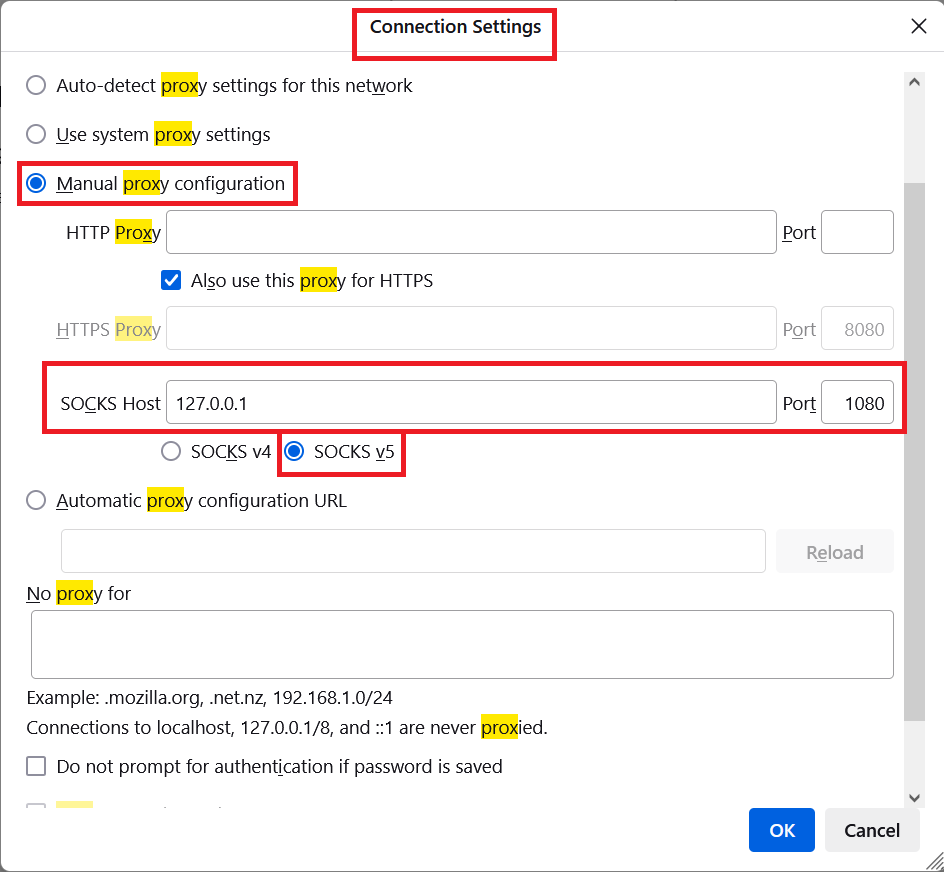 Connection Settings
Auto-detect proxy settings for this network
Use system proxy settings
Manual proxy configuration
HTTP Proxy Port
Also use this proxy for HTTPS
HTTPS Proxy Port 8080
SOCKS Host 127.0.0.1 Port 1080
SOCKS v4 SOCKS v5
Automatic proxy configuration URL
Reload
No proxy for
Example: .mozilla.org, .net.nz, 192.168.1.0/24
Connections to localhost, 127.0.0.1/8, and ::1 are never proxied.
Do not prompt for authentication if password is saved
OK Cancel